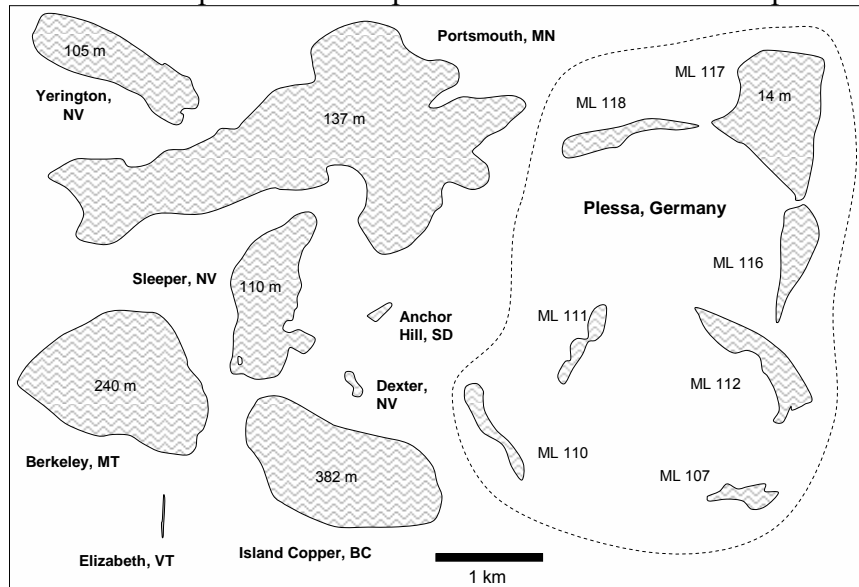 105 m
Yerington,
NV
Portsmouth, MN
137 m
ML 117
ML 118
14 m
Plessa, Germany
ML 116
Sleeper, NV
110 m
Anchor
Hill, SD
ML 111
240 m
Dexter,
NV
ML 112
Berkeley, MT
382 m
ML 110
ML 107
Elizabeth, VT
Island Copper, BC
1 km